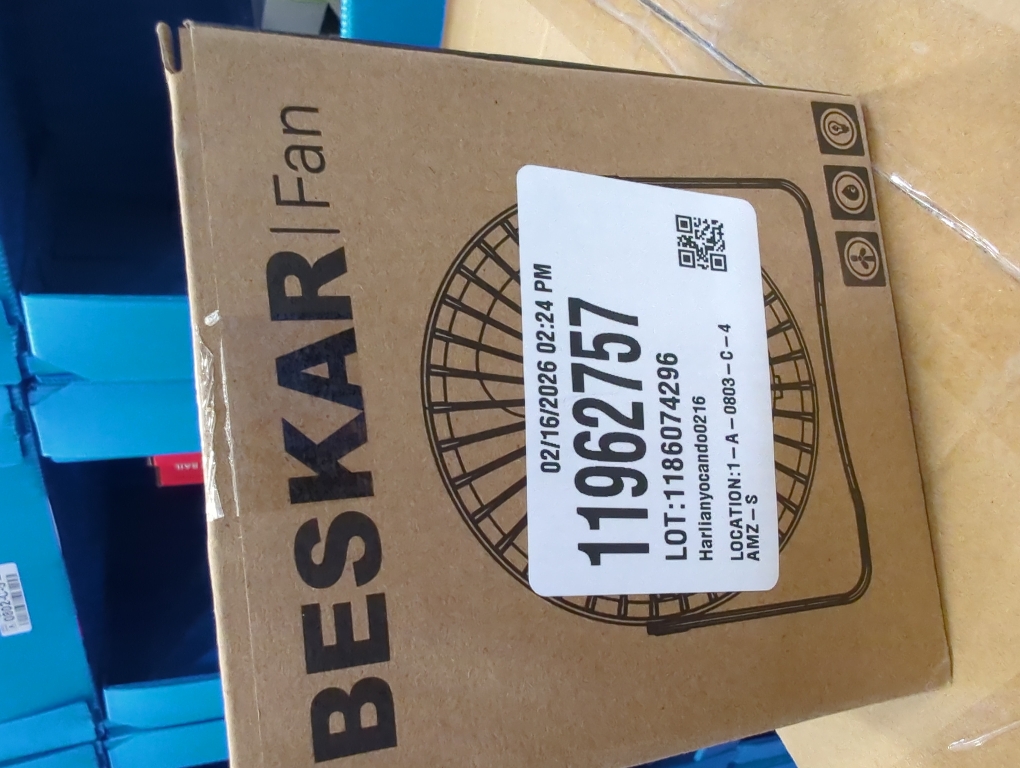 BESKAR|Fan
02/16/2026 02:24 PM
11962757
LOT:1186074296
Harlianyocando0216
LOCATION:1-A-0803-C-4
AMZ-S